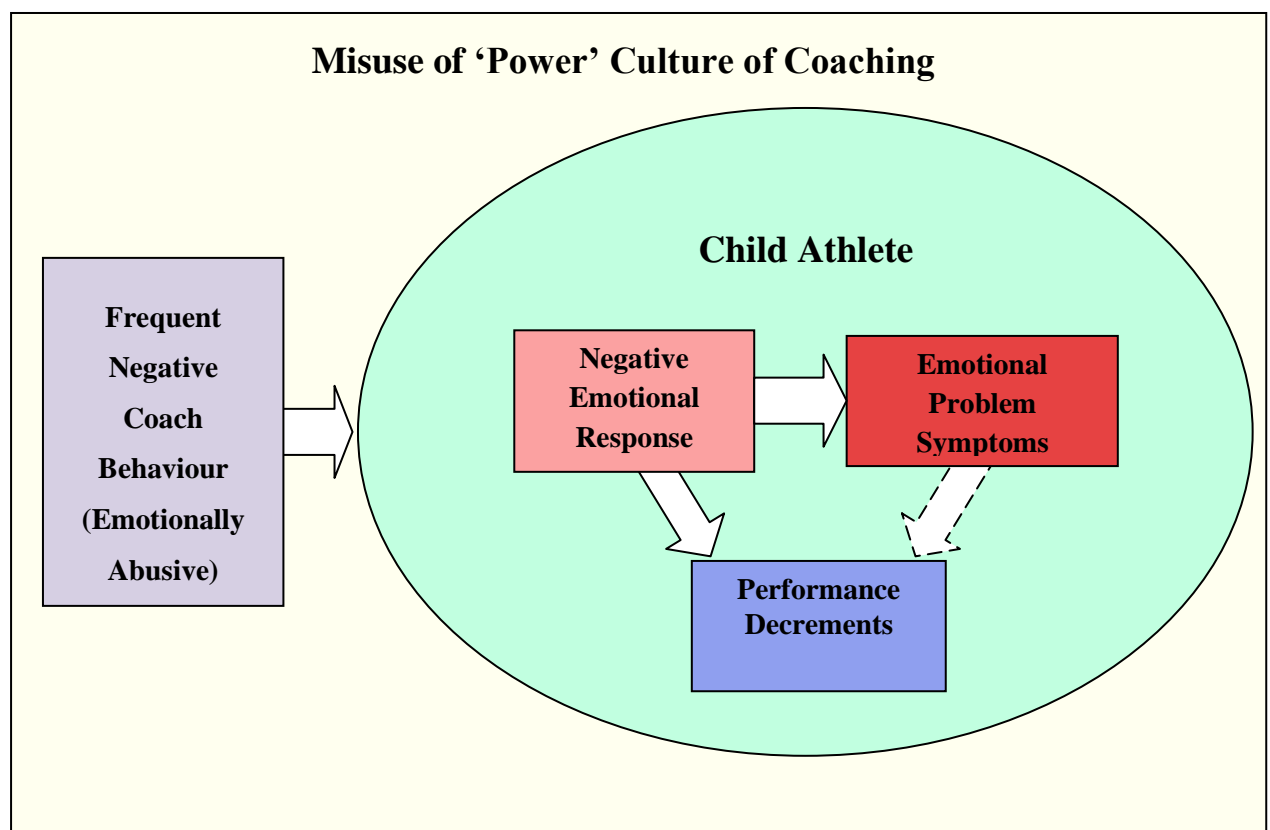 Misuse of ‘Power’ Culture of Coaching
Child Athlete
Frequent
Negative
Coach
Behaviour
(Emotionally
Abusive)
Negative
Emotional
Response
Emotional
Problem
Symptoms
Performance
Decrements